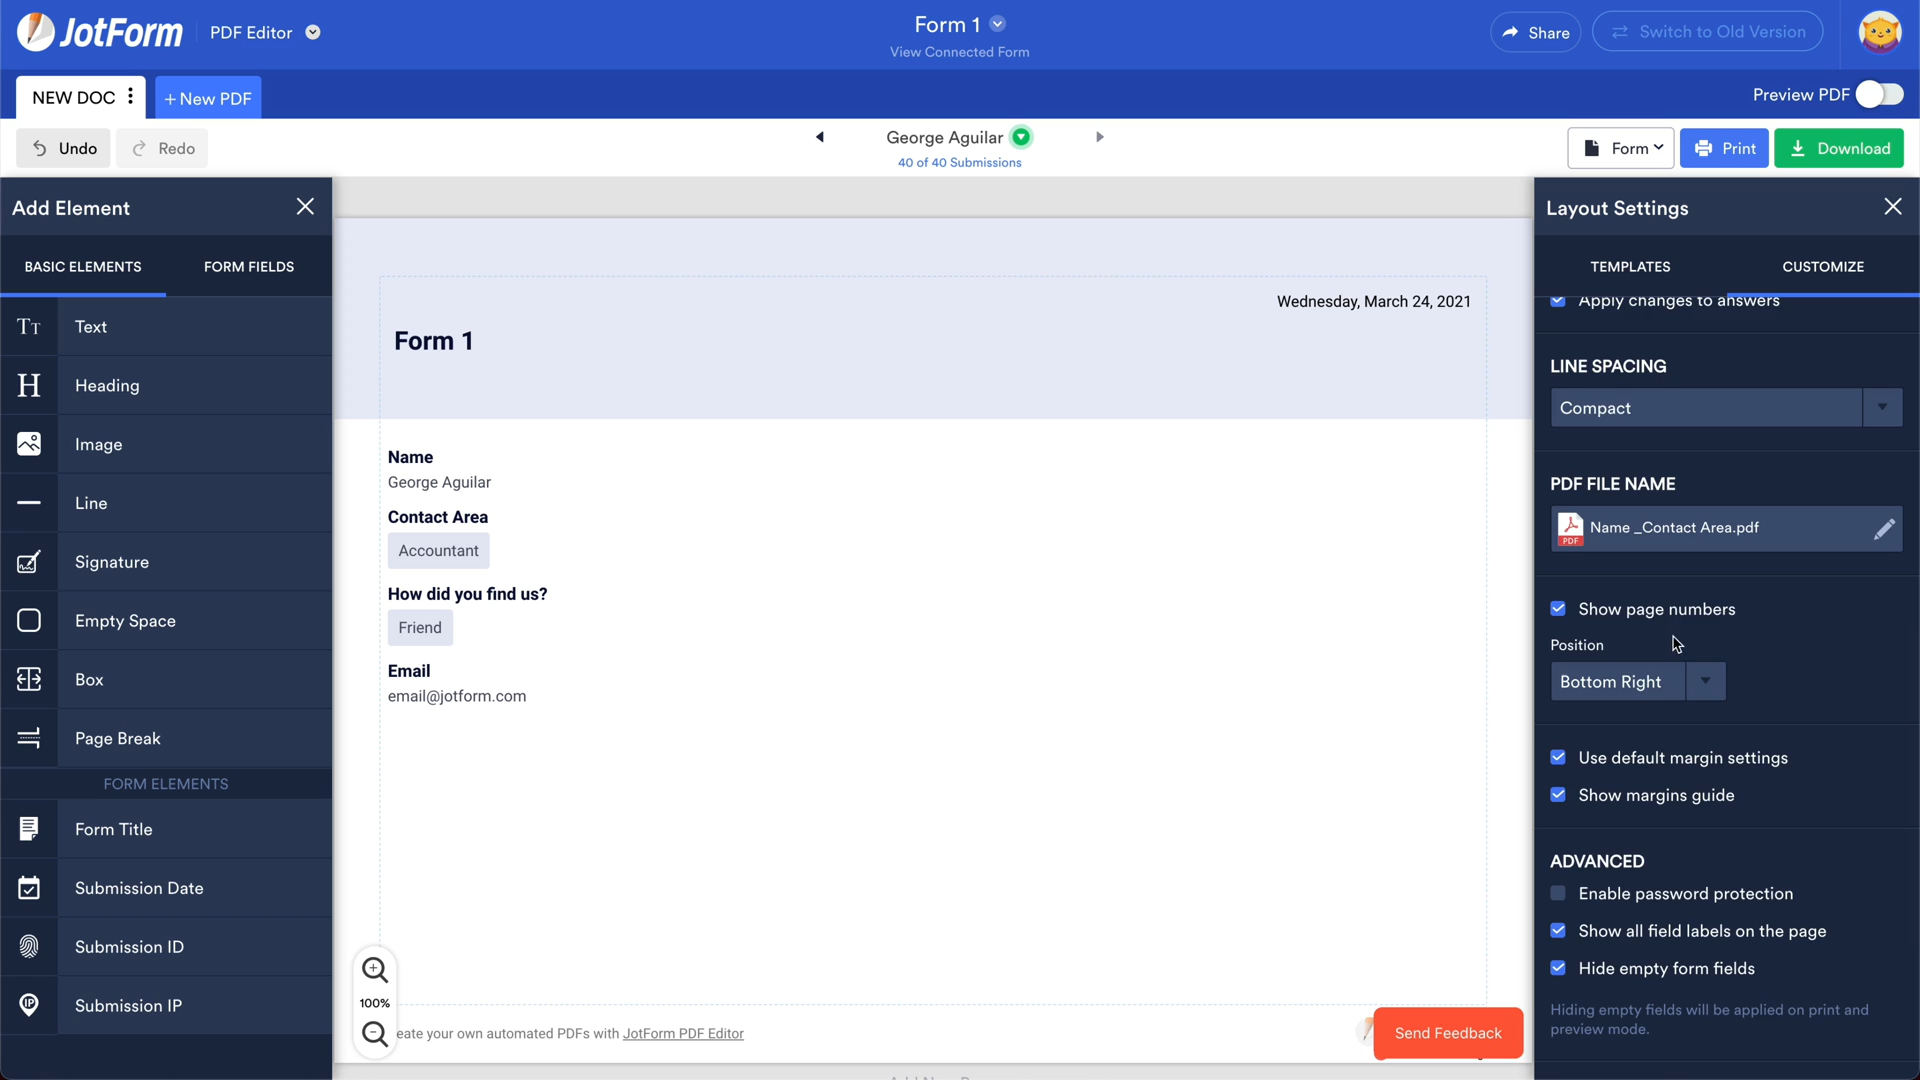 JotForm
PDF Editor
Form 1
View Connected Form
Share
Switch to Old Version
NEW DOC
+ New PDF
Preview PDF
Undo
Redo
George Aguilar
40 of 40 Submissions
Form
Print
Download
Add Element
BASIC ELEMENTS
FORM FIELDS
Text
Heading
Image
Line
Signature
Empty Space
Box
Page Break
FORM ELEMENTS
Form Title
Submission Date
Submission ID
IP
Submission IP
Wednesday, March 24, 2021
Form 1
Name
George Aguilar
Contact Area
Accountant
How did you find us?
Friend
Email
email@jotform.com
100%
eate your own automated PDFs with JotForm PDF Editor
Send Feedback
Layout Settings
TEMPLATES
CUSTOMIZE
Apply changes to answers
LINE SPACING
Compact
PDF FILE NAME
PDF
Name _Contact Area.pdf
Show page numbers
Position
Bottom Right
Use default margin settings
Show margins guide
ADVANCED
Enable password protection
Show all field labels on the page
Hide empty form fields
Hiding empty fields will be applied on print and
preview mode.